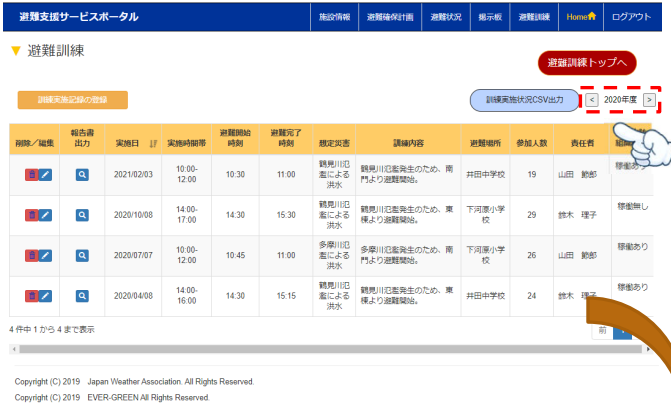 避難支援サービスポータル 施設情報 避難確保計画 避難状況 掲示板 避難訓練 Home ログアウト
▼ 避難訓練
避難訓練トップへ
訓練実施記録の登録 訓練実施状況CSV出力 < 2020年度 >
削除／編集 報告書出力 実施日 実施時間帯 避難開始時刻 避難完了時刻 想定災害 訓練内容 避難場所 参加人数 責任者
2021/02/03 10:00-12:00 10:30 11:00 鶴見川氾濫による洪水 鶴見川氾濫発生のため、南門より避難開始。 井田中学校 19 山田 節郎 稼働あり
2020/10/08 14:00-17:00 14:30 15:30 鶴見川氾濫による洪水 鶴見川氾濫発生のため、東棟より避難開始。 下河原小学校 29 鈴木 理子 稼働無し
2020/07/07 10:00-12:00 10:45 11:00 多摩川氾濫による洪水 多摩川氾濫発生のため、南門より避難開始。 下河原小学校 26 山田 節郎 稼働あり
2020/04/08 14:00-16:00 14:30 15:15 鶴見川氾濫による洪水 鶴見川氾濫発生のため、東棟より避難開始。 井田中学校 24 鈴木 理子 稼働あり
4 件中 1 から 4 まで表示 前
Copyright (C) 2019 Japan Weather Association. All Rights Reserved.
Copyright (C) 2019 EVER-GREEN All Rights Reserved.